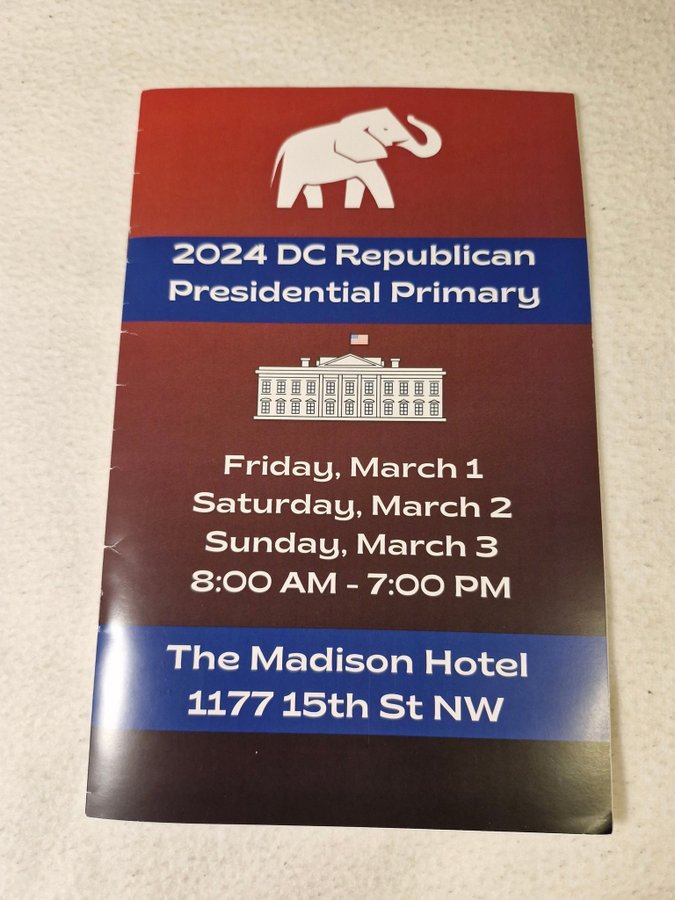 2024 DC Republican
Presidential Primary
Friday, March 1
Saturday, March 2
Sunday, March 3
8:00 AM - 7:00 PM
The Madison Hotel
1177 15th St NW